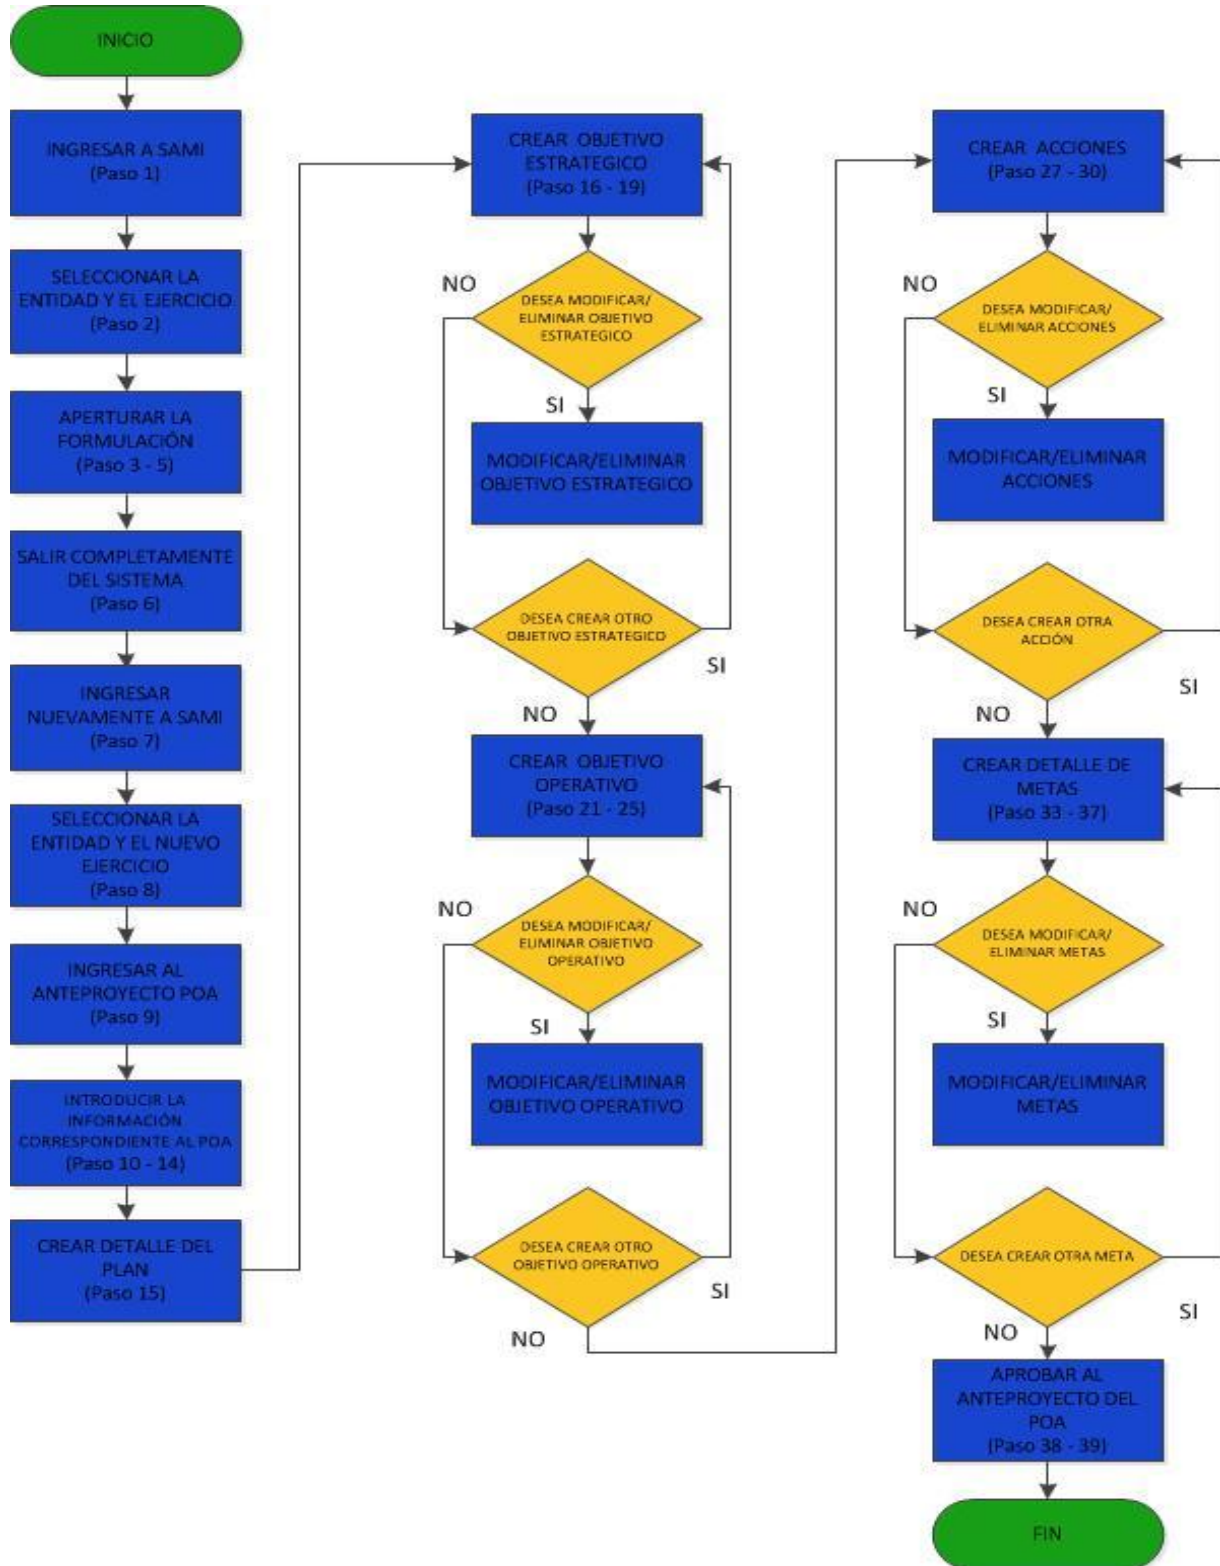 INICIO
INGRESAR A SAMI
(Paso 1)
SELECCIONAR LA
ENTIDAD Y EL EJERCICIO
(Paso 2)
APERTURAR LA
FORMULACIÓN
(Paso 3 - 5)
SALIR COMPLETAMENTE
DEL SISTEMA
(Paso 6)
INGRESAR
NUEVAMENTE A SAMI
(Paso 7)
SELECCIONAR LA
ENTIDAD Y EL NUEVO
EJERCICIO
(Paso 8)
INGRESAR AL
ANTEPROYECTO POA
(Paso 9)
INTRODUCIR LA
INFORMACIÓN
CORRESPONDIENTE AL POA
(Paso 10 - 14)
CREAR DETALLE DEL
PLAN
(Paso 15)
CREAR OBJETIVO
ESTRATEGICO
(Paso 16 - 19)
NO
DESEA MODIFICAR/
ELIMINAR OBJETIVO
ESTRATEGICO
SI
MODIFICAR/ELIMINAR
OBJETIVO ESTRATEGICO
DESEA CREAR OTRO
OBJETIVO ESTRATEGICO
SI
NO
CREAR OBJETIVO
OPERATIVO
(Paso 21 - 25)
NO
DESEA MODIFICAR/
ELIMINAR OBJETIVO
OPERATIVO
SI
MODIFICAR/ELIMINAR
OBJETIVO OPERATIVO
DESEA CREAR OTRO
OBJETIVO OPERATIVO
SI
NO
CREAR ACCIONES
(Paso 27 - 30)
NO
DESEA MODIFICAR/
ELIMINAR ACCIONES
SI
MODIFICAR/ELIMINAR
ACCIONES
DESEA CREAR OTRA
ACCIÓN
SI
NO
CREAR DETALLE DE
METAS
(Paso 33 - 37)
NO
DESEA MODIFICAR/
ELIMINAR METAS
SI
MODIFICAR/ELIMINAR
METAS
DESEA CREAR OTRA META
SI
NO
APROBAR AL
ANTEPROYECTO DEL
POA
(Paso 38 - 39)
FIN